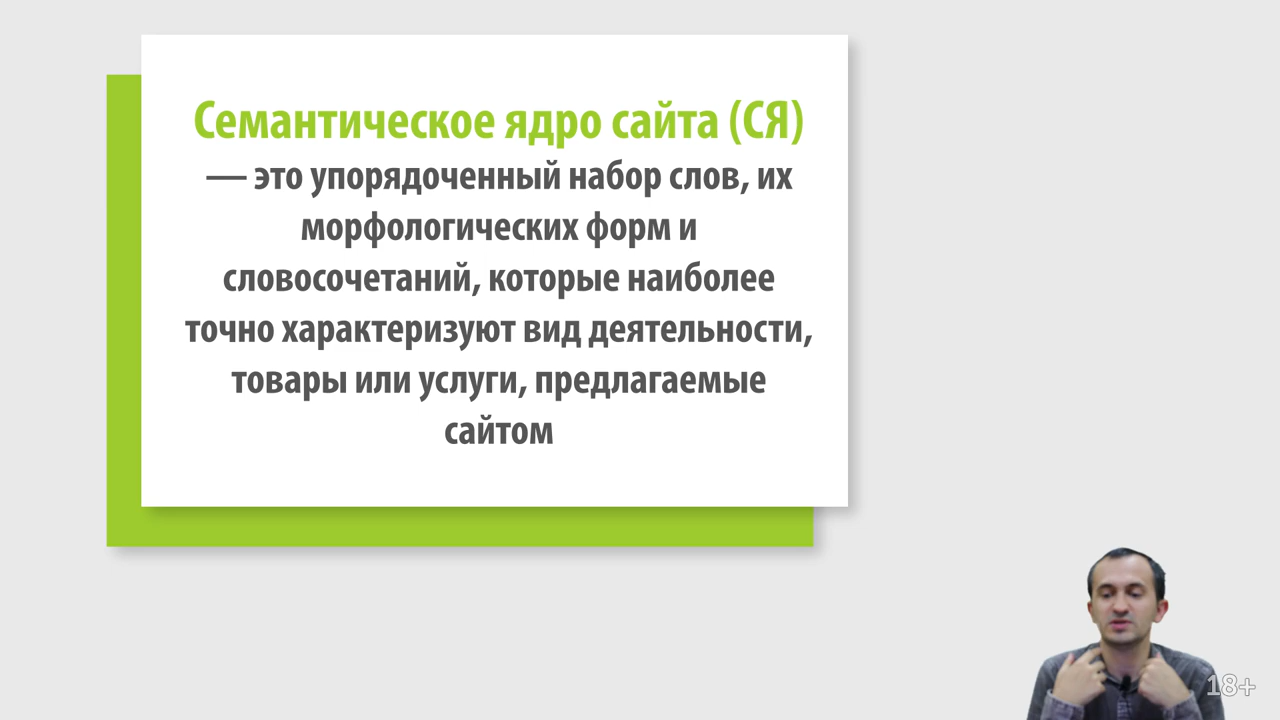 Семантическое ядро сайта (СЯ)
— это упорядоченный набор слов, их
морфологических форм и
словосочетаний, которые наиболее
точно характеризуют вид деятельности,
товары или услуги, предлагаемые
сайтом
18+